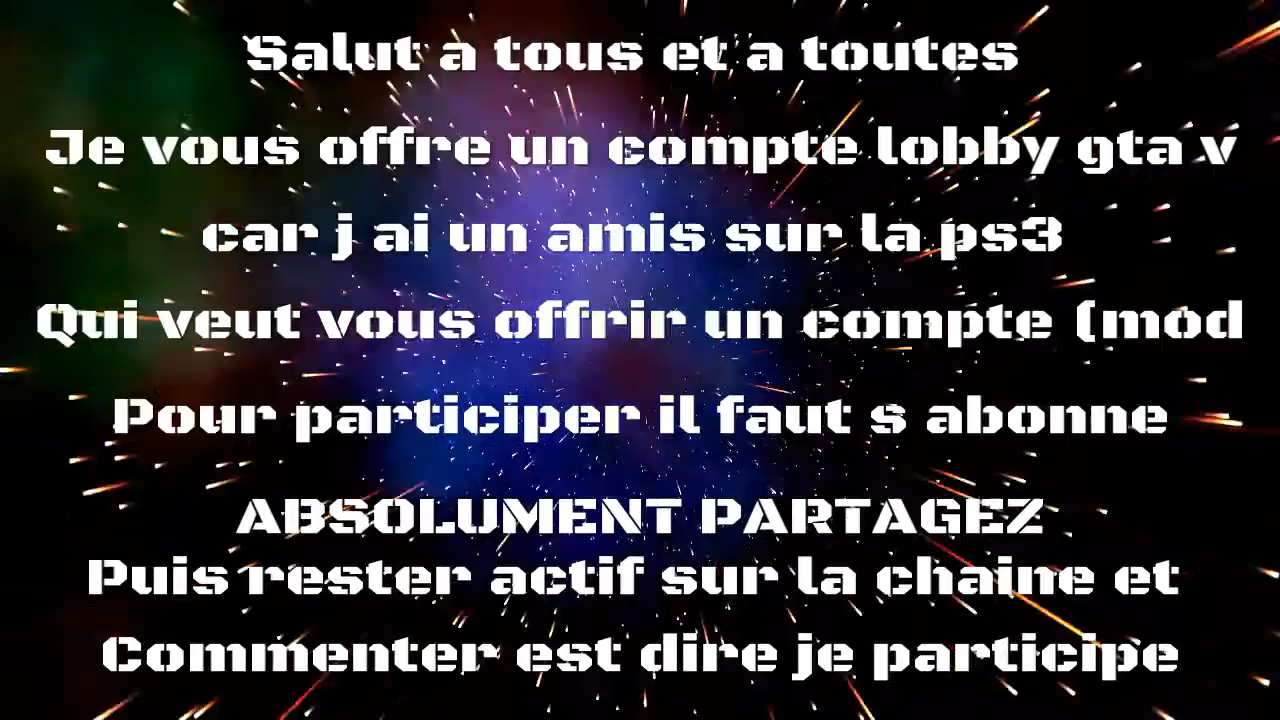 Salut a tous et a toutes
Je vous offre un compte lobby gta v
car j ai un amis sur la ps3
Qui veut vous offrir un compte (mod
Pour participer il faut s abonne
ABSOLUMENT PARTAGEZ
Puis rester actif sur la chaine et
Commenter est dire je participe